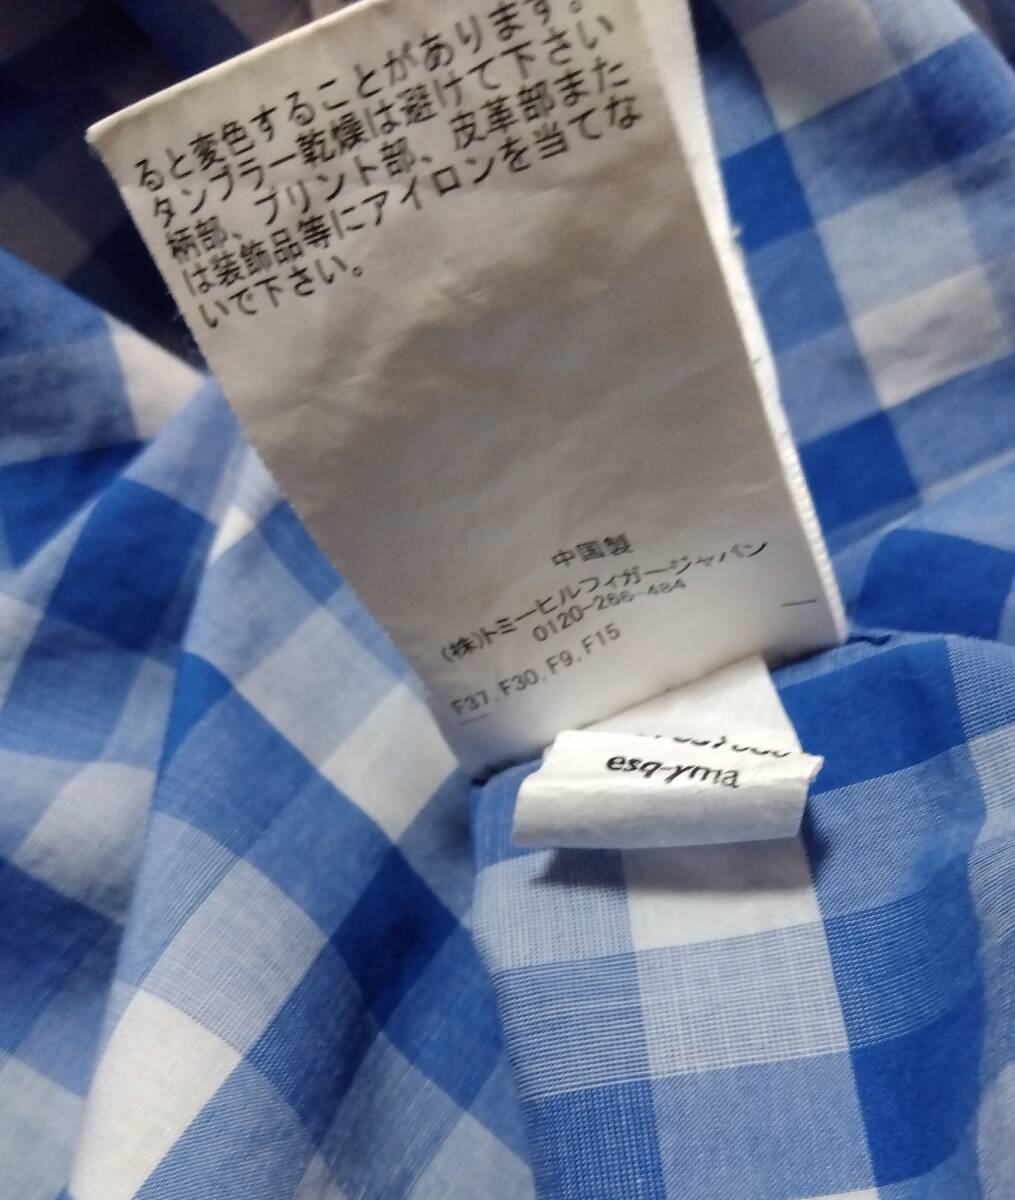 ると変色することがあります。
タンブラー乾燥は避けて下さい
柄部、プリント部、皮革部また
は装飾品等にアイロンを当てな
いで下さい。
中国製
(株)トミーヒルフィガージャパン
0120-266-484
F37, F30, F9, F15
esq-yma